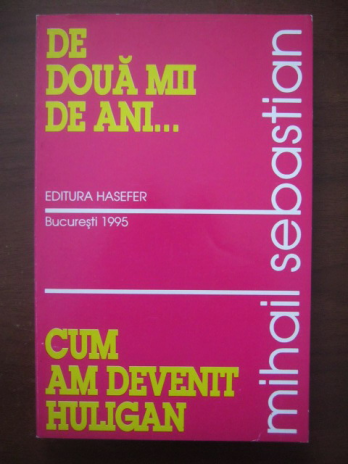 DE
DOUĂ MII
DE ANI...
EDITURA HASEFER
București 1995
CUM
AM DEVENIT
HULIGAN
mihail sebastian